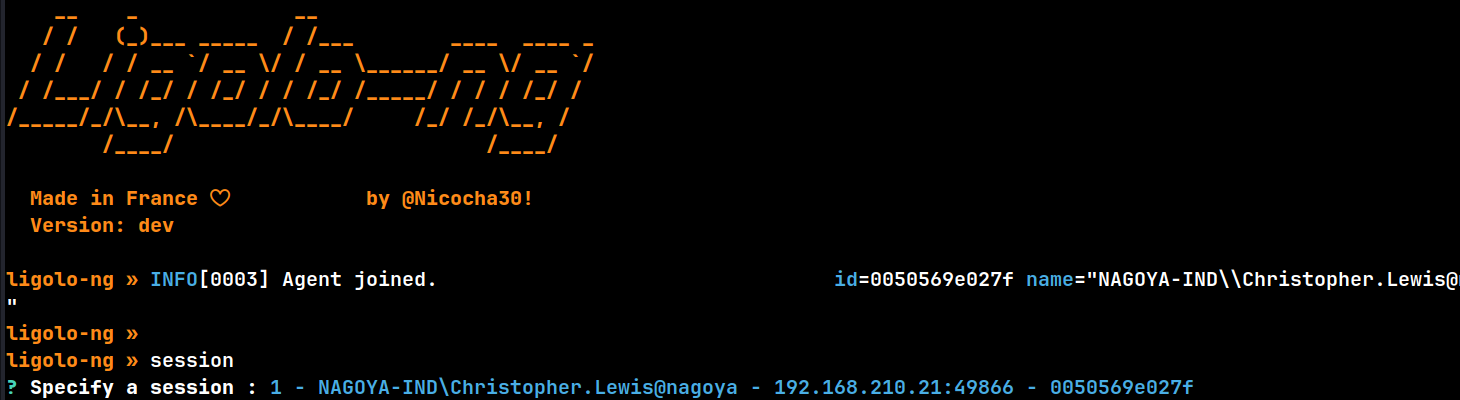 Ligolo-ng
Made in France ♡ by @Nicocha30!
Version: dev
ligolo-ng » INFO[0003] Agent joined. id=0050569e027f name="NAGOYA-IND\\Christopher.Lewis@
"
ligolo-ng »
ligolo-ng » session
? Specify a session : 1 - NAGOYA-IND\Christopher.Lewis@nagoya - 192.168.210.21:49866 - 0050569e027f